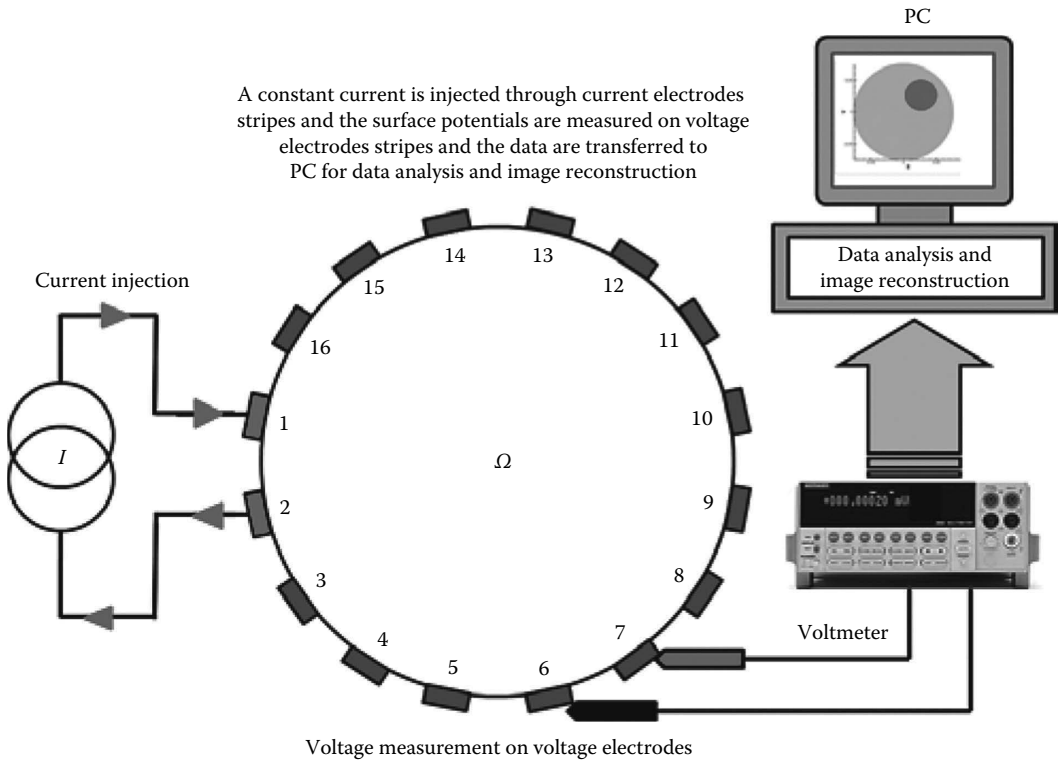 PC
A constant current is injected through current electrodes
stripes and the surface potentials are measured on voltage
electrodes stripes and the data are transferred to
PC for data analysis and image reconstruction
Current injection
Data analysis and
image reconstruction
14
13
15
12
16
11
1
10
I
Ω
2
9
3
8
4
7
5
6
Voltmeter
Voltage measurement on voltage electrodes